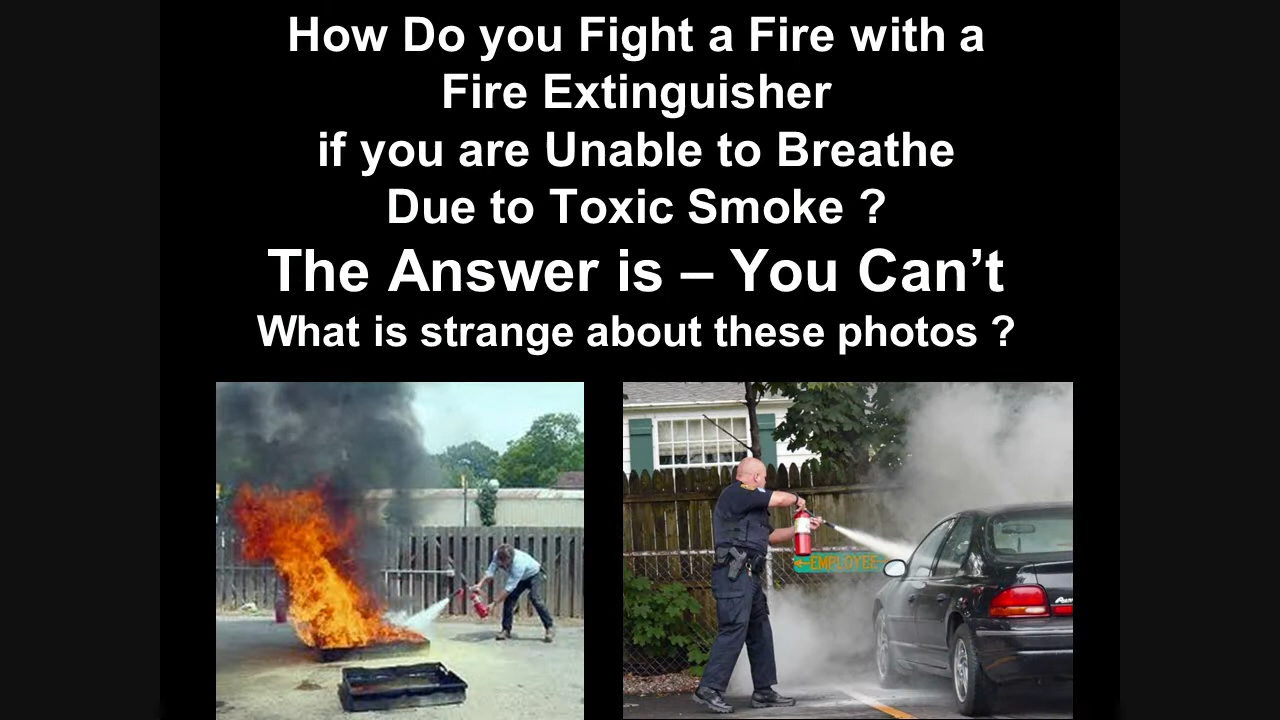 How Do you Fight a Fire with a
Fire Extinguisher
if you are Unable to Breathe
Due to Toxic Smoke ?
The Answer is – You Can’t
What is strange about these photos ?
EMPLOYEE